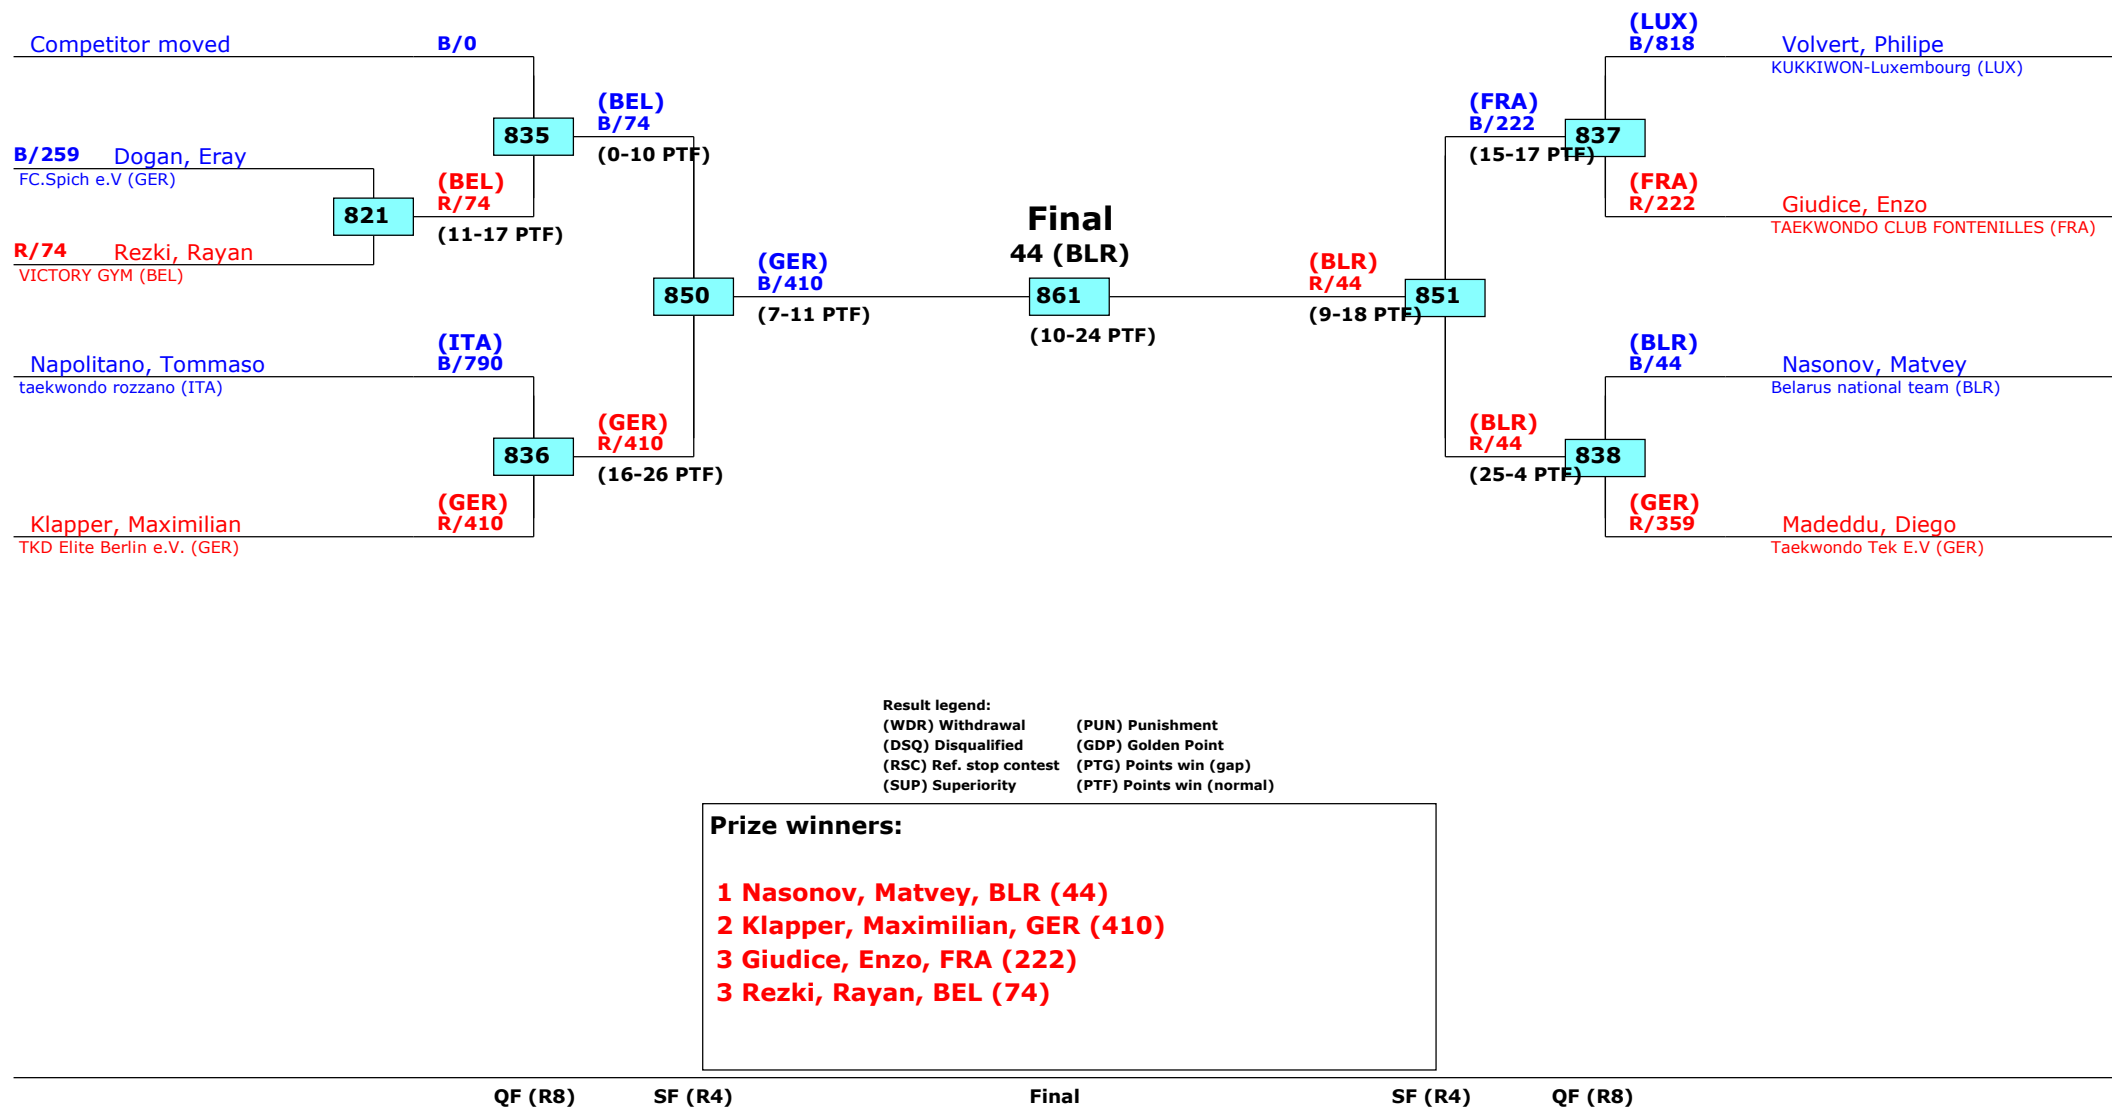 Competitor moved
B/0
B/259
Dogan, Eray
FC.Spich e.V (GER)
R/74
Rezki, Rayan
VICTORY GYM (BEL)
821
(BEL)
R/74
(11-17 PTF)
835
(BEL)
B/74
(0-10 PTF)
Napolitano, Tommaso
taekwondo rozzano (ITA)
(ITA)
B/790
Klapper, Maximilian
TKD Elite Berlin e.V. (GER)
(GER)
R/410
836
(GER)
R/410
(16-26 PTF)
850
(GER)
B/410
(7-11 PTF)
Final
44 (BLR)
861
(10-24 PTF)
(BLR)
R/44
(9-18 PTF)
851
(FRA)
B/222
(15-17 PTF)
837
(LUX)
B/818
Volvert, Philipe
KUKKIWON-Luxembourg (LUX)
(FRA)
R/222
Giudice, Enzo
TAEKWONDO CLUB FONTENILLES (FRA)
(BLR)
R/44
(25-4 PTF)
838
(BLR)
B/44
Nasonov, Matvey
Belarus national team (BLR)
(GER)
R/359
Madeddu, Diego
Taekwondo Tek E.V (GER)
Result legend:
(WDR) Withdrawal (PUN) Punishment
(DSQ) Disqualified (GDP) Golden Point
(RSC) Ref. stop contest (PTG) Points win (gap)
(SUP) Superiority (PTF) Points win (normal)
Prize winners:
1 Nasonov, Matvey, BLR (44)
2 Klapper, Maximilian, GER (410)
3 Giudice, Enzo, FRA (222)
3 Rezki, Rayan, BEL (74)
QF (R8) SF (R4) Final SF (R4) QF (R8)